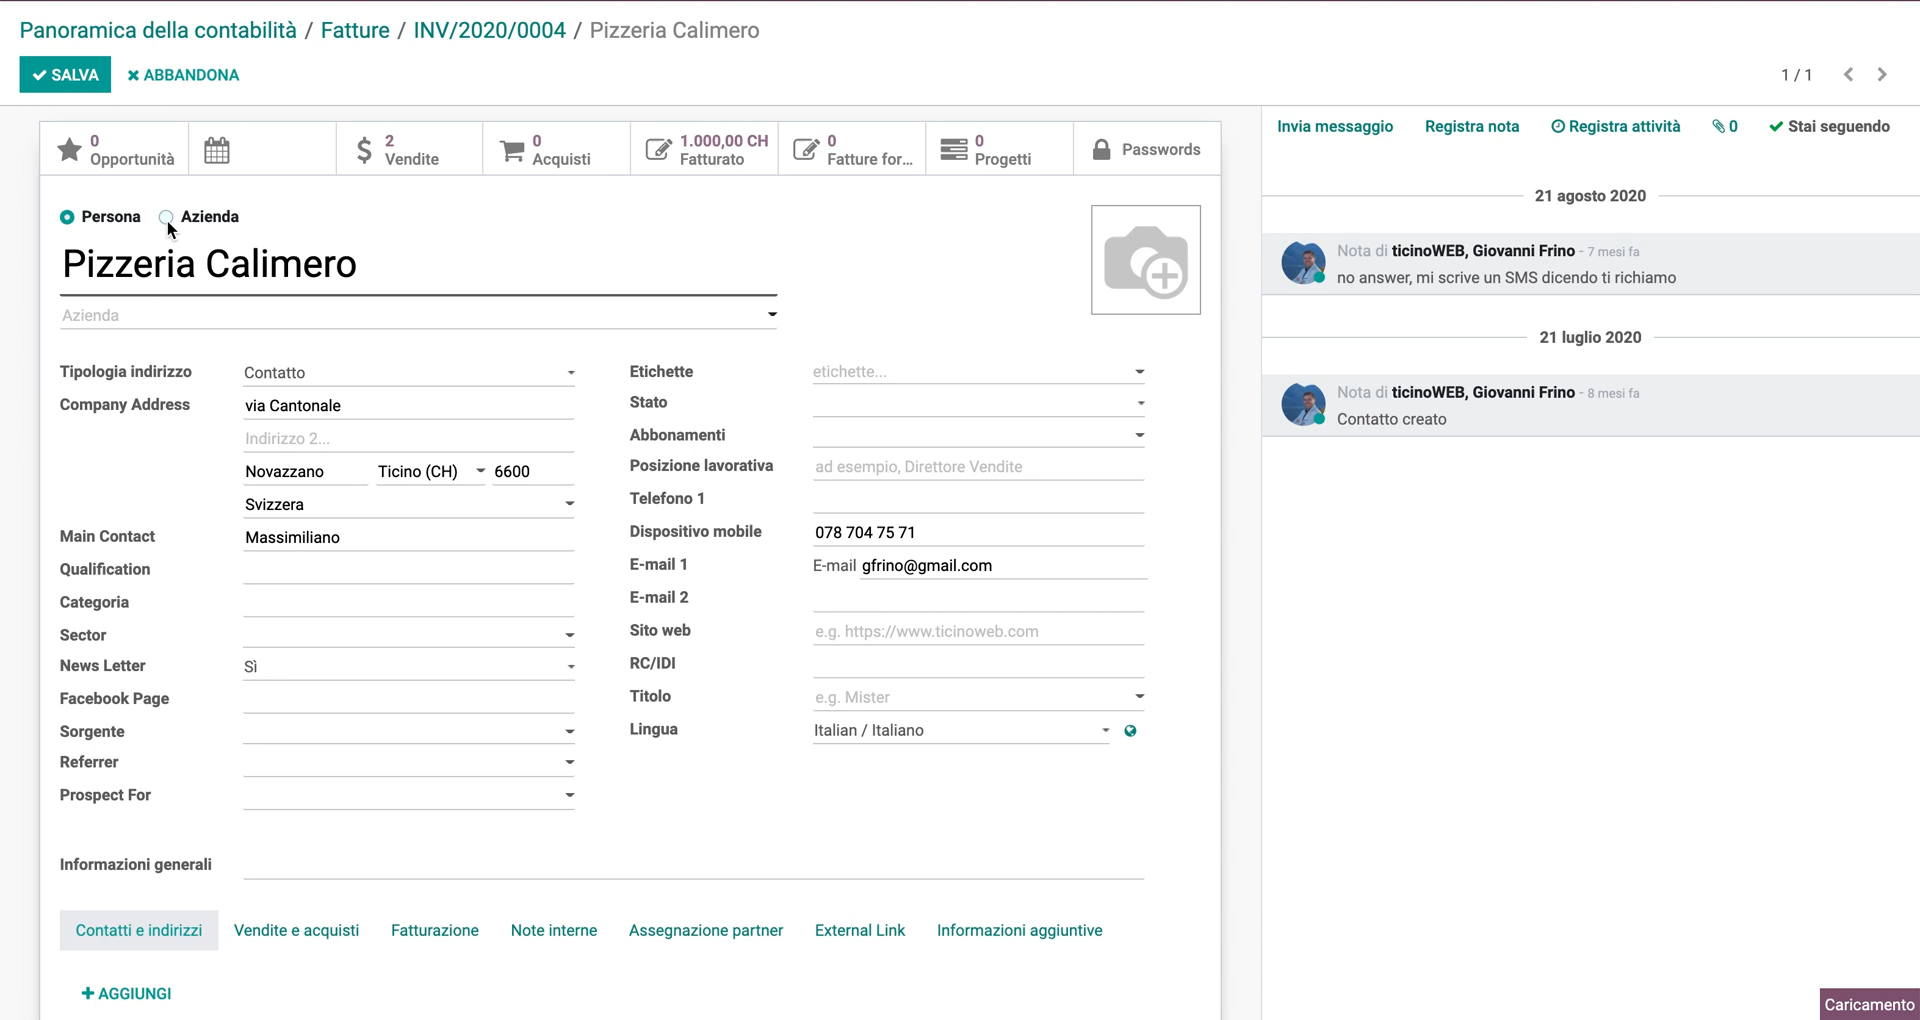 Panoramica della contabilità / Fatture / INV/2020/0004 / Pizzeria Calimero
SALVA ABBANDONA 1 / 1
0 Opportunità
2 Vendite
0 Acquisti
1.000,00 CH Fatturato
0 Fatture for...
0 Progetti
Passwords
Persona Azienda
Pizzeria Calimero
Azienda
Tipologia indirizzo Contatto
Company Address via Cantonale
Indirizzo 2...
Novazzano Ticino (CH) 6600
Svizzera
Main Contact Massimiliano
Qualification
Categoria
Sector
News Letter Sì
Facebook Page
Sorgente
Referrer
Prospect For
Etichette etichette...
Stato
Abbonamenti
Posizione lavorativa ad esempio, Direttore Vendite
Telefono 1
Dispositivo mobile 078 704 75 71
E-mail 1 E-mail gfrino@gmail.com
E-mail 2
Sito web e.g. https://www.ticinoweb.com
RC/IDI
Titolo e.g. Mister
Lingua Italian / Italiano
Informazioni generali
Contatti e indirizzi Vendite e acquisti Fatturazione Note interne Assegnazione partner External Link Informazioni aggiuntive
AGGIUNGI
Invia messaggio Registra nota Registra attività 0 Stai seguendo
21 agosto 2020
Nota di ticinoWEB, Giovanni Frino - 7 mesi fa
no answer, mi scrive un SMS dicendo ti richiamo
21 luglio 2020
Nota di ticinoWEB, Giovanni Frino - 8 mesi fa
Contatto creato
Caricamento